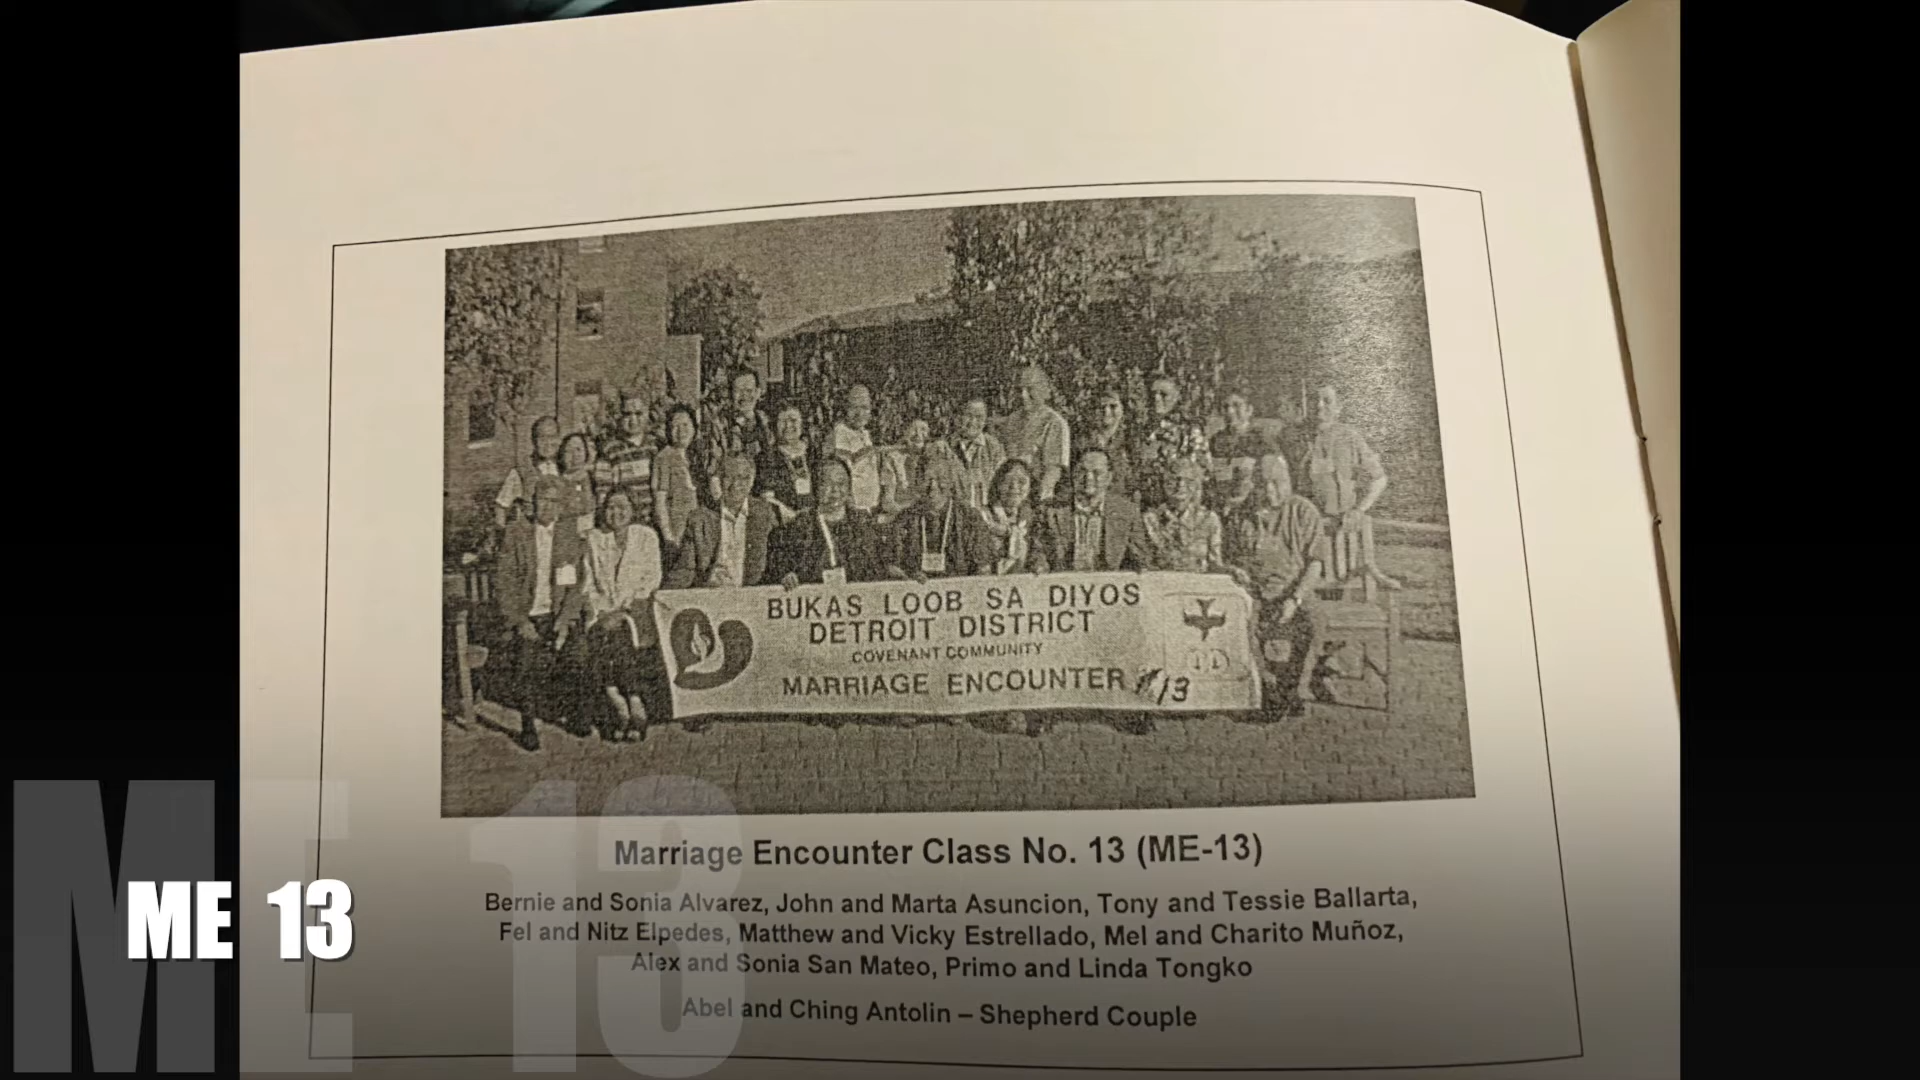 BUKAS LOOB SA DIYOS
DETROIT DISTRICT
COVENANT COMMUNITY
MARRIAGE ENCOUNTER #13
Marriage Encounter Class No. 13 (ME-13)
Bernie and Sonia Alvarez, John and Marta Asuncion, Tony and Tessie Ballarta,
Fel and Nitz Elpedes, Matthew and Vicky Estrellado, Mel and Charito Muñoz,
Alex and Sonia San Mateo, Primo and Linda Tongko
Abel and Ching Antolin – Shepherd Couple
ME 13
ME 13